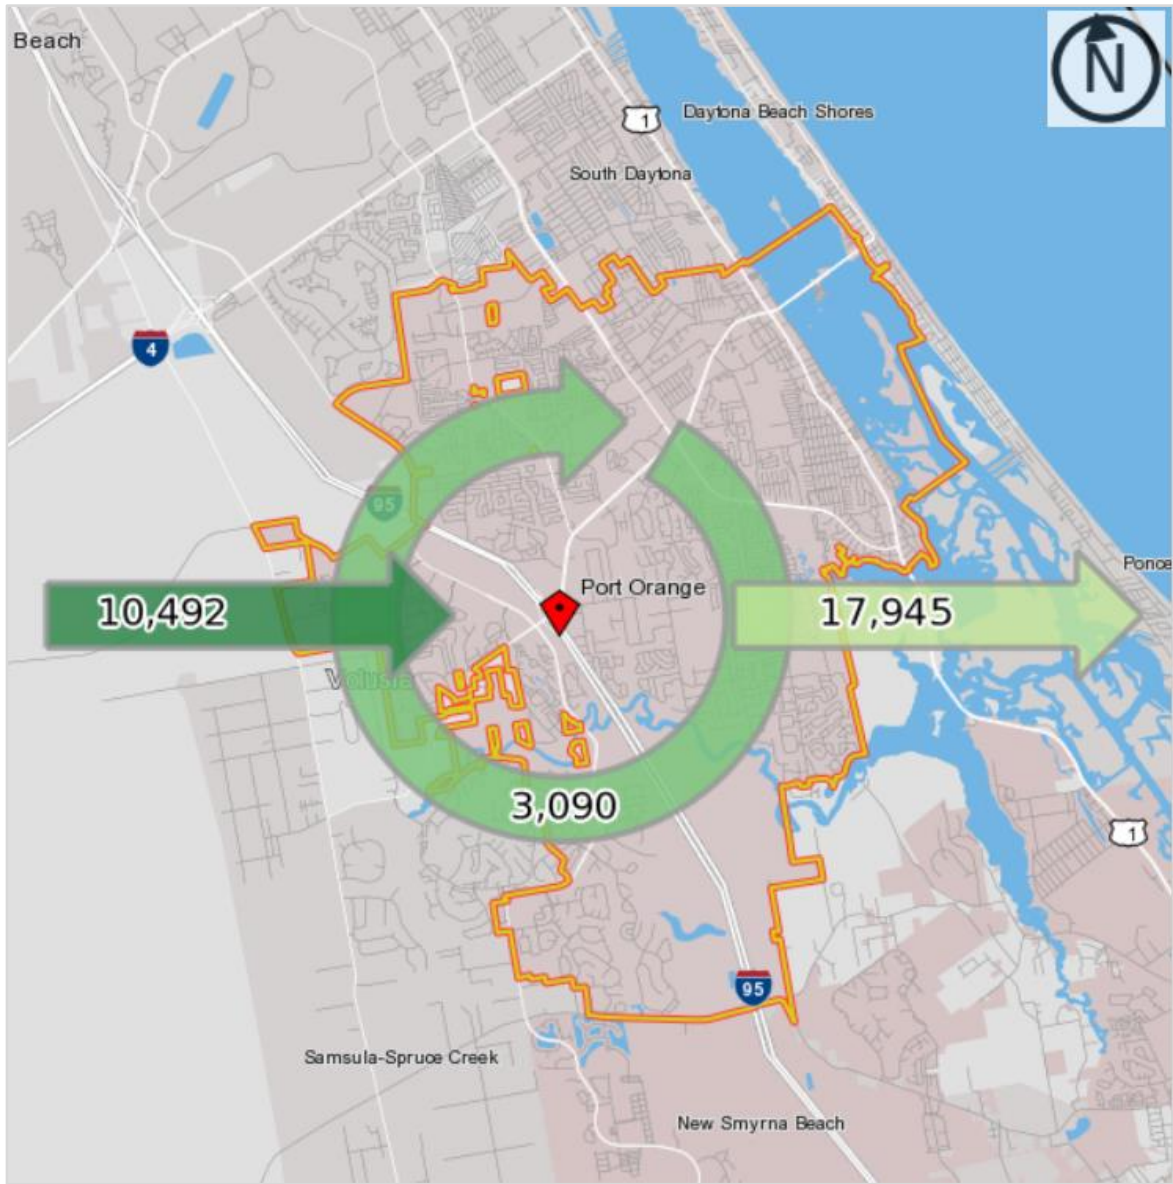 Beach
N
1
Daytona Beach Shores
South Daytona
4
95
Ponce
Port Orange
10,492
17,945
Volusia
3,090
1
95
Samsula-Spruce Creek
New Smyrna Beach